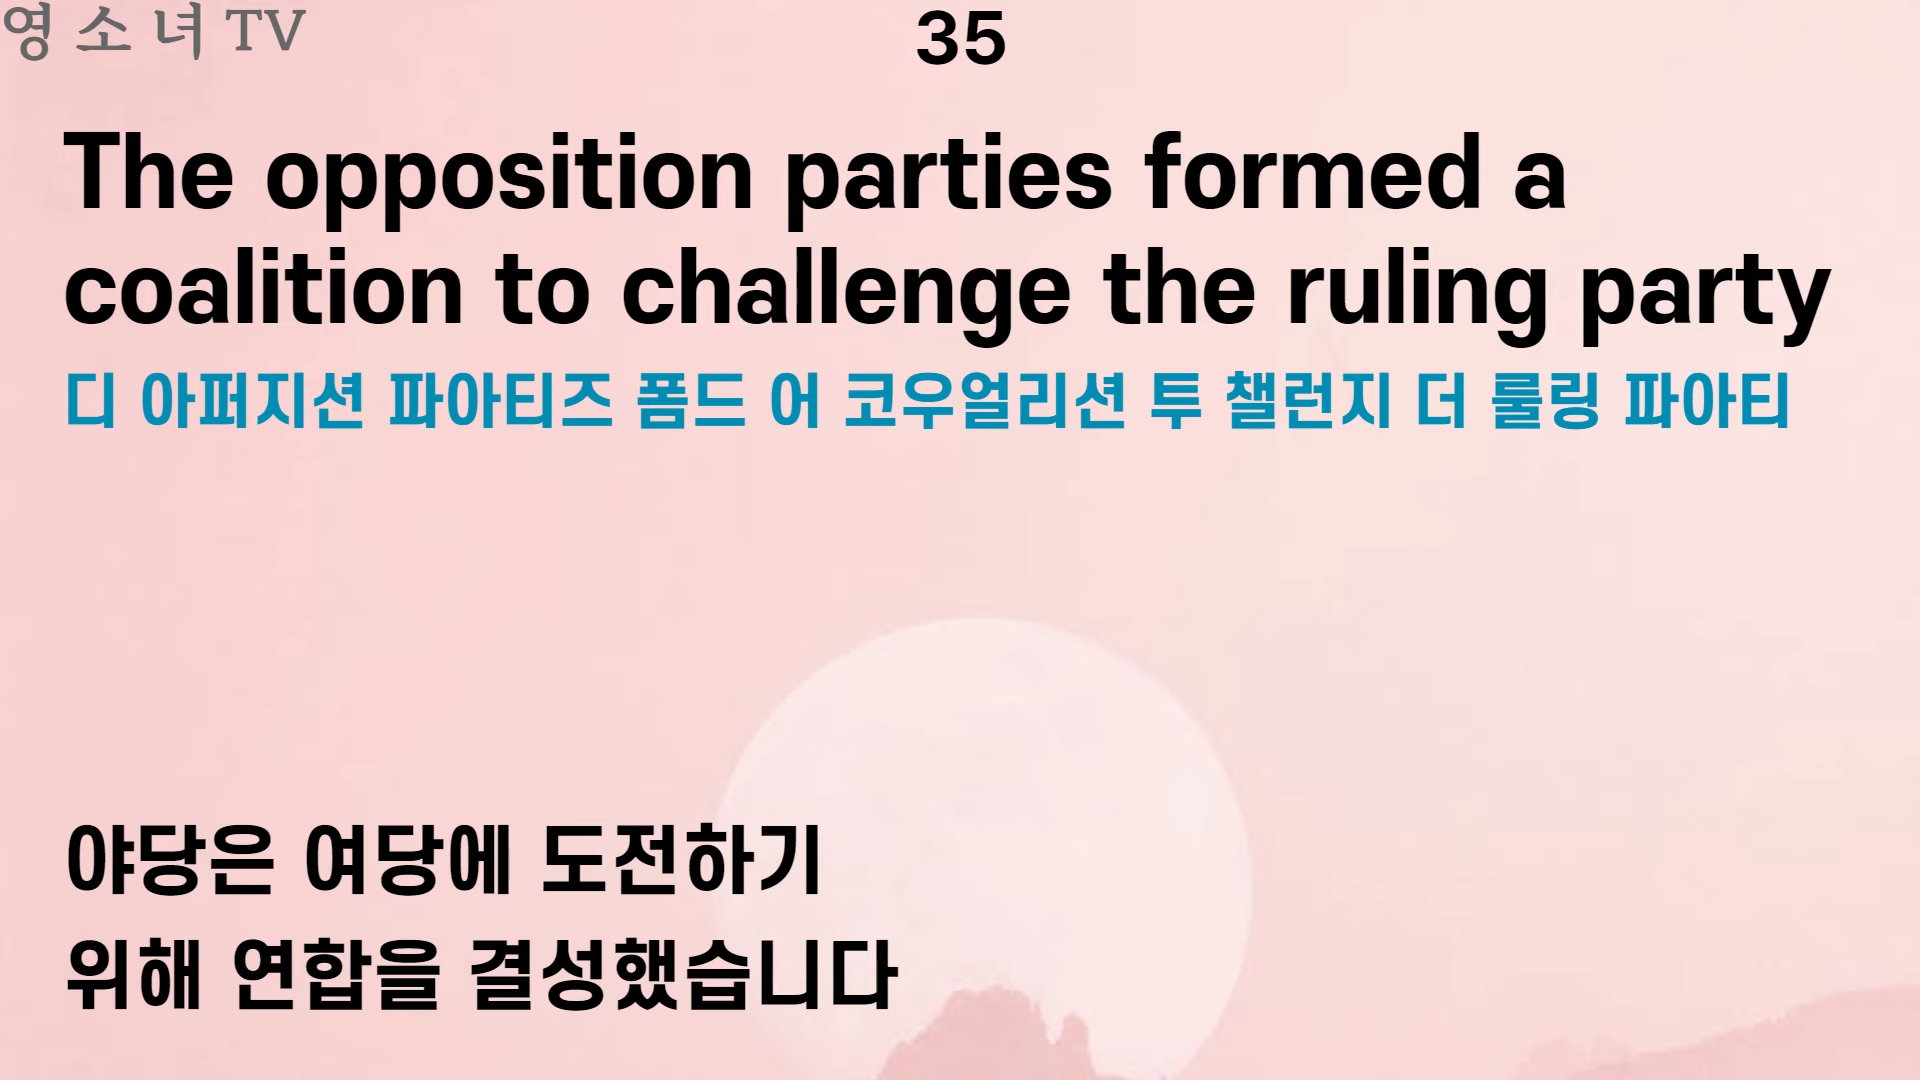 영소녀TV
35
The opposition parties formed a
coalition to challenge the ruling party
디 아퍼지션 파아티즈 폼드 어 코우얼리션 투 챌런지 더 룰링 파아티
야당은 여당에 도전하기
위해 연합을 결성했습니다